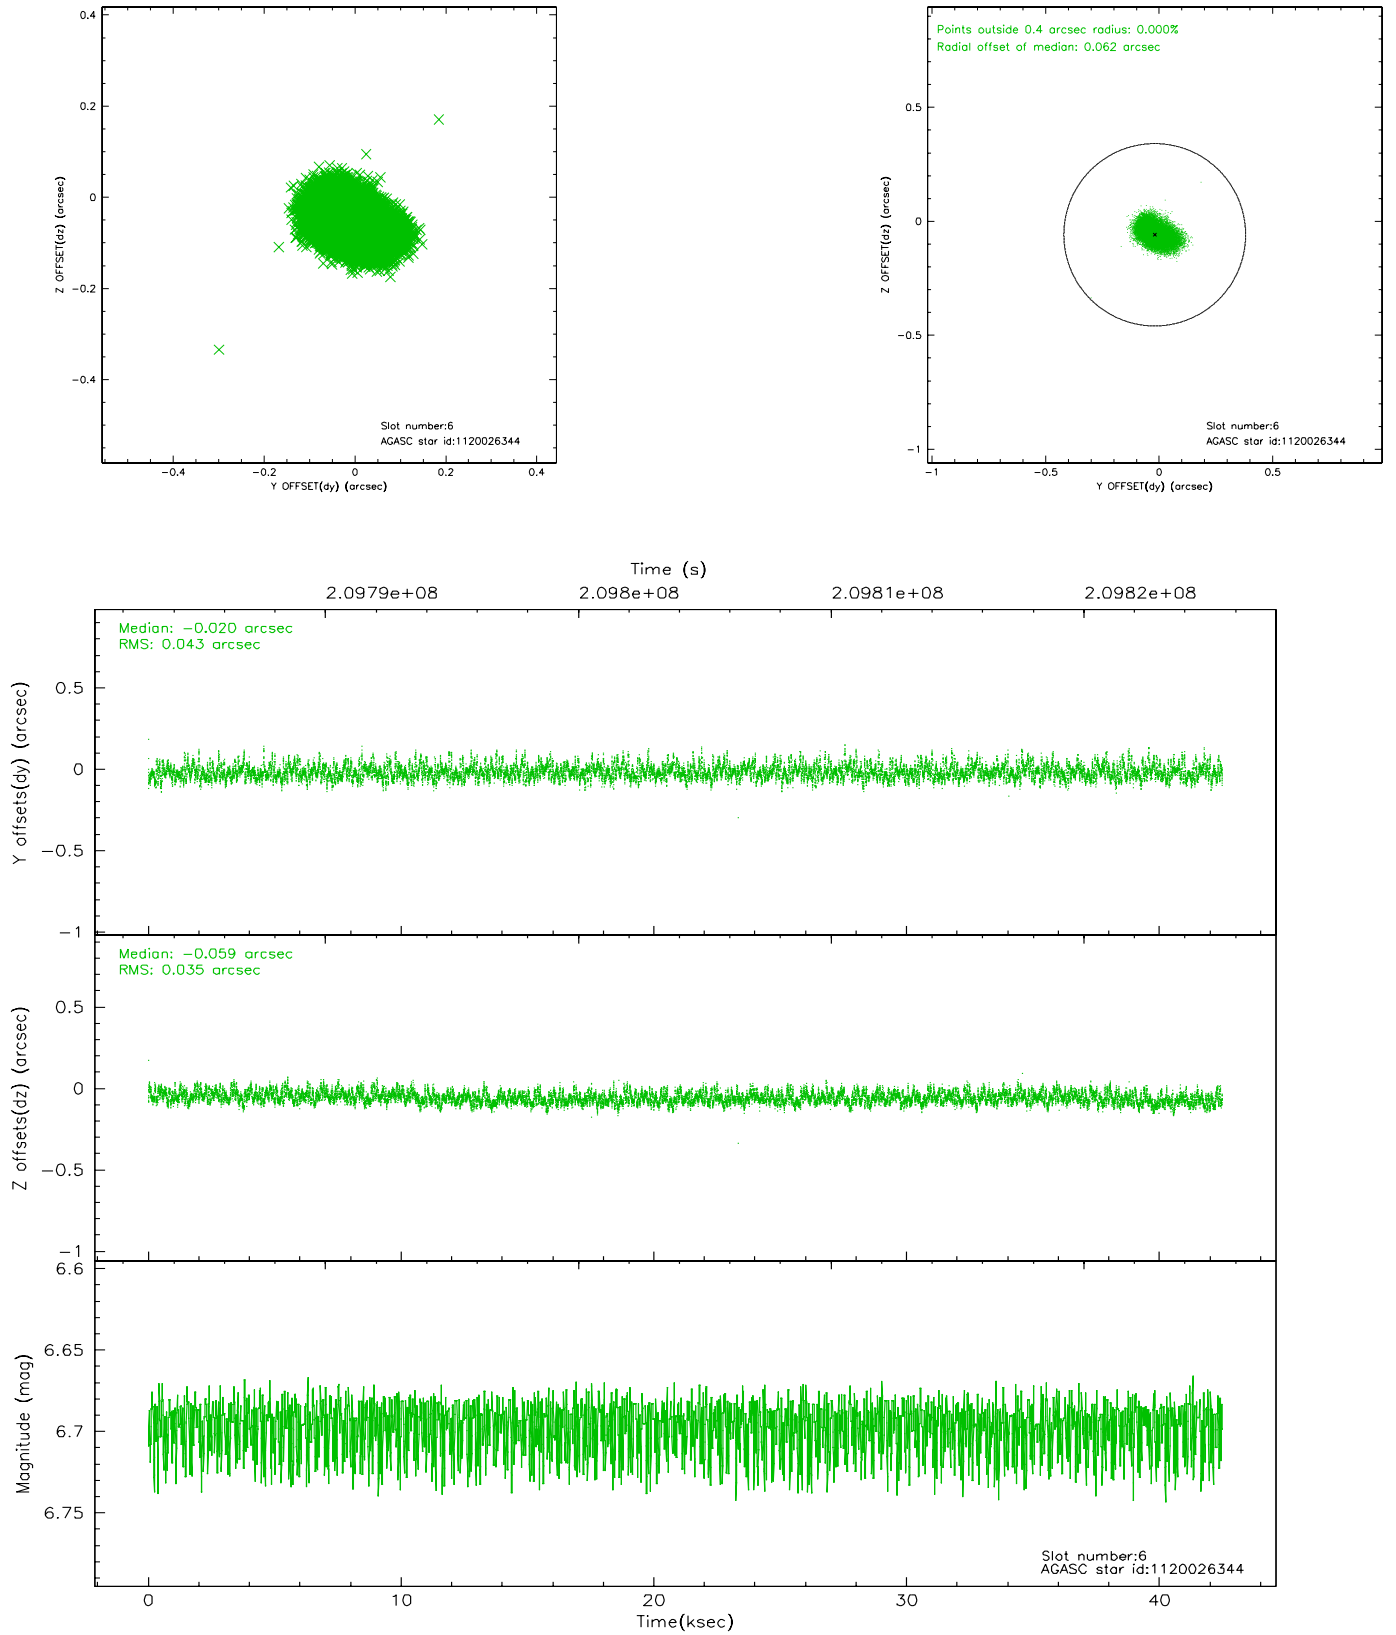 0.4
0.2
0
−0.2
−0.4
Z OFFSET(dz) (arcsec)
Slot number:6
AGASC star id:1120026344
−0.4
−0.2
0
0.2
0.4
Y OFFSET(dy) (arcsec)
Points outside 0.4 arcsec radius: 0.000%
Radial offset of median: 0.062 arcsec
0.5
0
−0.5
−1
Z OFFSET(dz) (arcsec)
Slot number:6
AGASC star id:1120026344
−1
−0.5
0
0.5
Y OFFSET(dy) (arcsec)
Time (s)
2.0979e+08
2.098e+08
2.0981e+08
2.0982e+08
Median: −0.020 arcsec
RMS: 0.043 arcsec
0.5
0
−0.5
−1
Y offsets(dy) (arcsec)
Median: −0.059 arcsec
RMS: 0.035 arcsec
0.5
0
−0.5
−1
Z offsets(dz) (arcsec)
6.6
6.65
6.7
6.75
Magnitude (mag)
Slot number:6
AGASC star id:1120026344
0
10
20
30
40
Time(ksec)